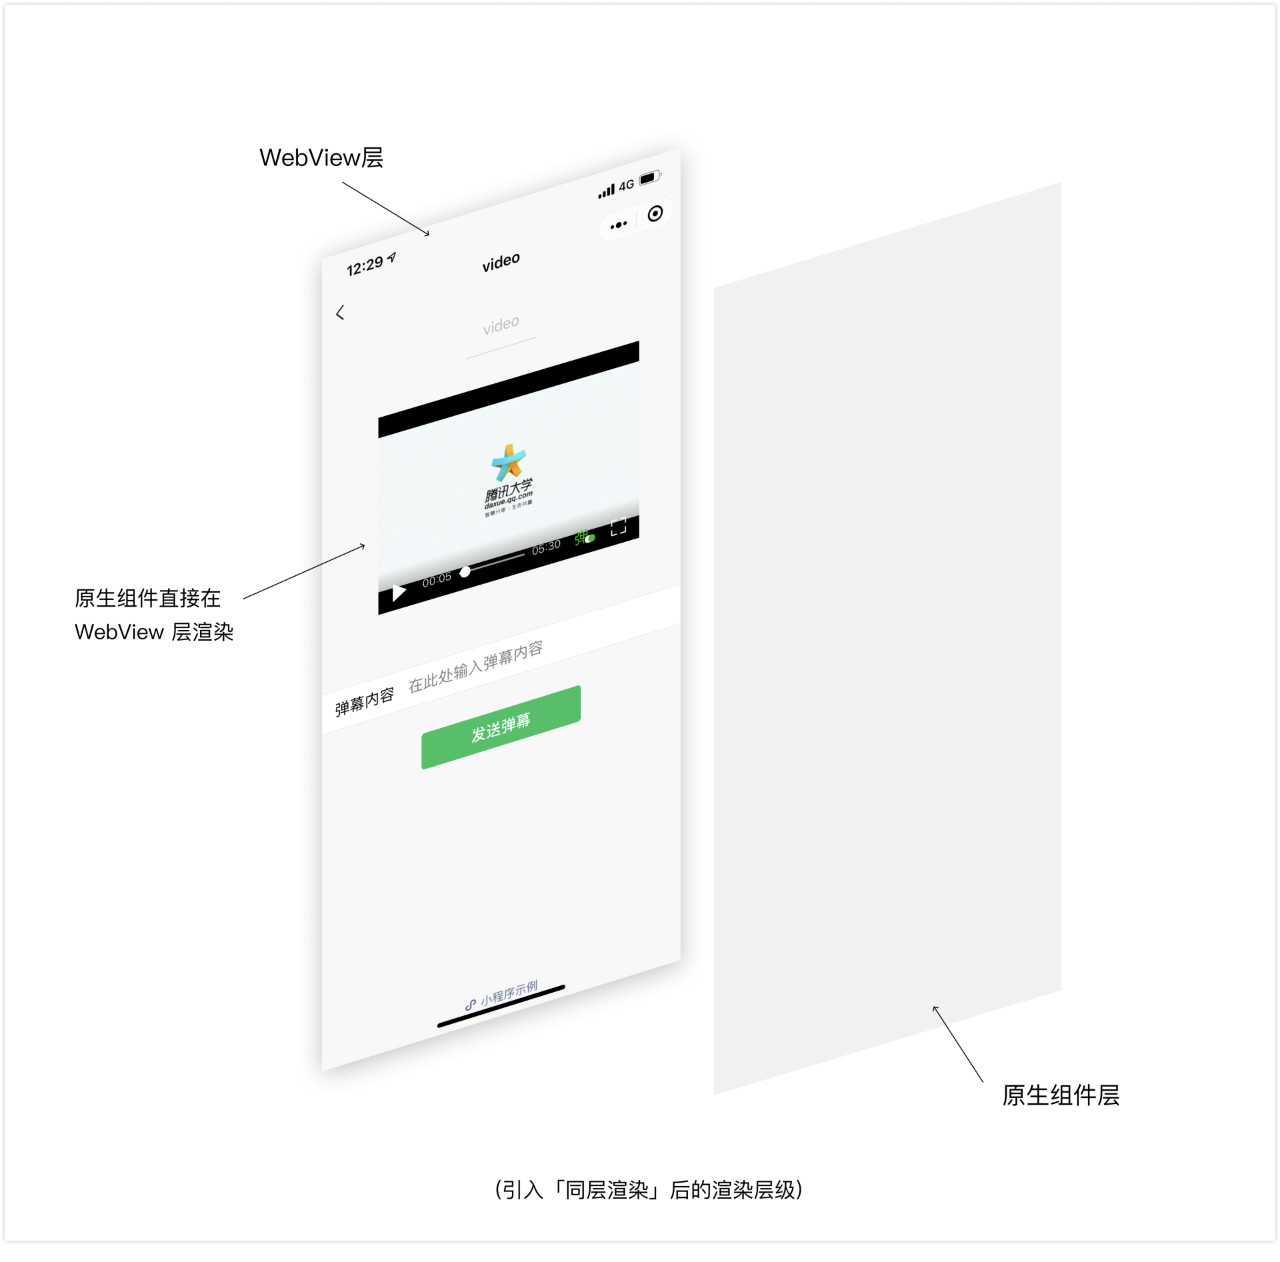 WebView层
4G
12:29
video
video
腾讯大学
daxue.qq.com
00:05
05:30
弹
原生组件直接在
WebView 层渲染
弹幕内容
在此处输入弹幕内容
发送弹幕
小程序示例
原生组件层
(引入「同层渲染」后的渲染层级)